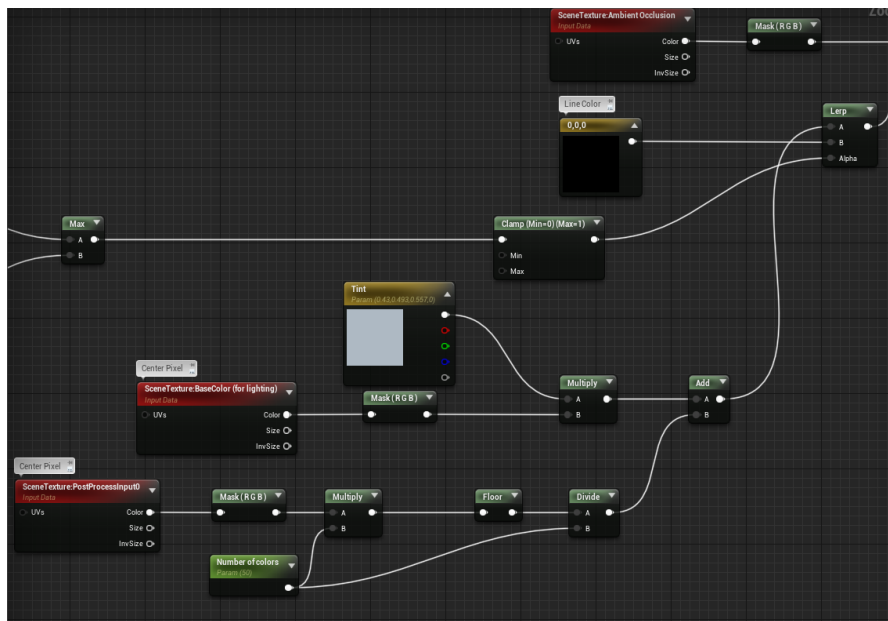 Zoo
SceneTexture:Ambient Occlusion
Input Data
UVs
Color
Size
InvSize
Mask ( R G B )
Line Color
0,0,0
Lerp
A
B
Alpha
Max
A
B
Clamp (Min=0) (Max=1)
Min
Max
Tint
Param (0.43,0.493,0.557,0)
Center Pixel
SceneTexture:BaseColor (for lighting)
Input Data
UVs
Color
Size
InvSize
Mask ( R G B )
Multiply
A
B
Add
A
B
Center Pixel
SceneTexture:PostProcessInput0
Input Data
UVs
Color
Size
InvSize
Mask ( R G B )
Multiply
A
B
Floor
Divide
A
B
Number of colors
Param (50)